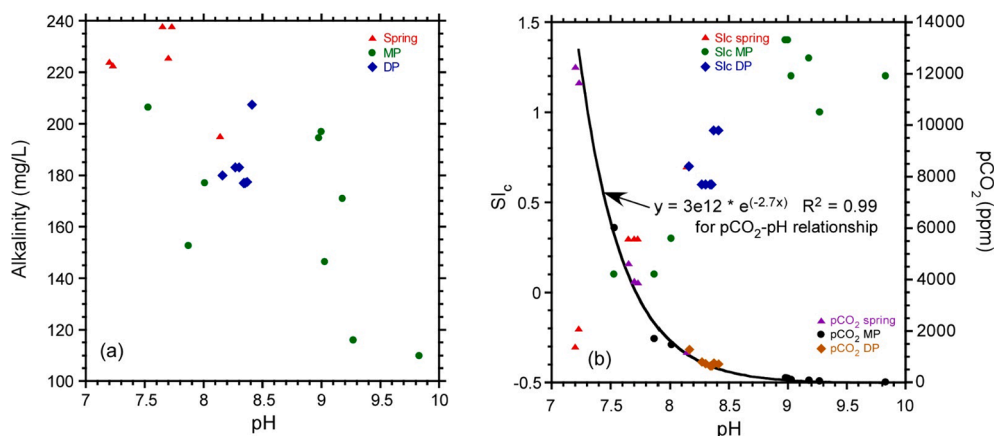 240
220
200
180
160
140
120
100
Alkalinity (mg/L)
Spring
MP
DP
(a)
7
7.5
8
8.5
9
9.5
10
pH
1.5
1
0.5
0
-0.5
SIc
SIc spring
SIc MP
SIc DP
y = 3e12 * e(-2.7x) R2 = 0.99
for pCO2-pH relationship
pCO2 spring
pCO2 MP
pCO2 DP
(b)
14000
12000
10000
8000
6000
4000
2000
0
pCO2 (ppm)
7
7.5
8
8.5
9
9.5
10
pH